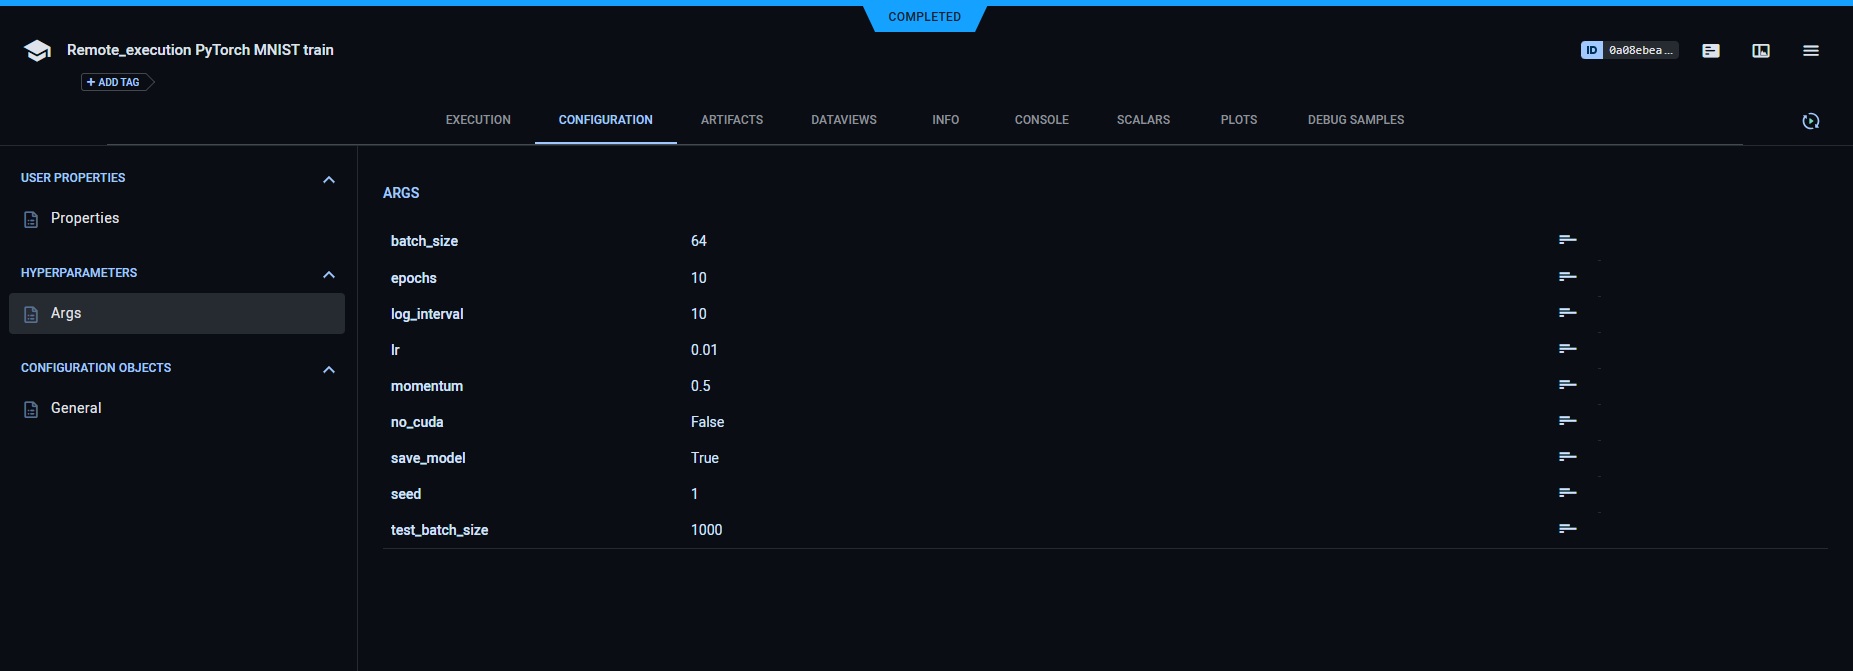 COMPLETED
Remote_execution PyTorch MNIST train
ID 0a08ebea...
+ ADD TAG
EXECUTION CONFIGURATION ARTIFACTS DATAVIEWS INFO CONSOLE SCALARS PLOTS DEBUG SAMPLES
USER PROPERTIES
Properties
HYPERPARAMETERS
Args
CONFIGURATION OBJECTS
General
ARGS
batch_size 64
epochs 10
log_interval 10
lr 0.01
momentum 0.5
no_cuda False
save_model True
seed 1
test_batch_size 1000